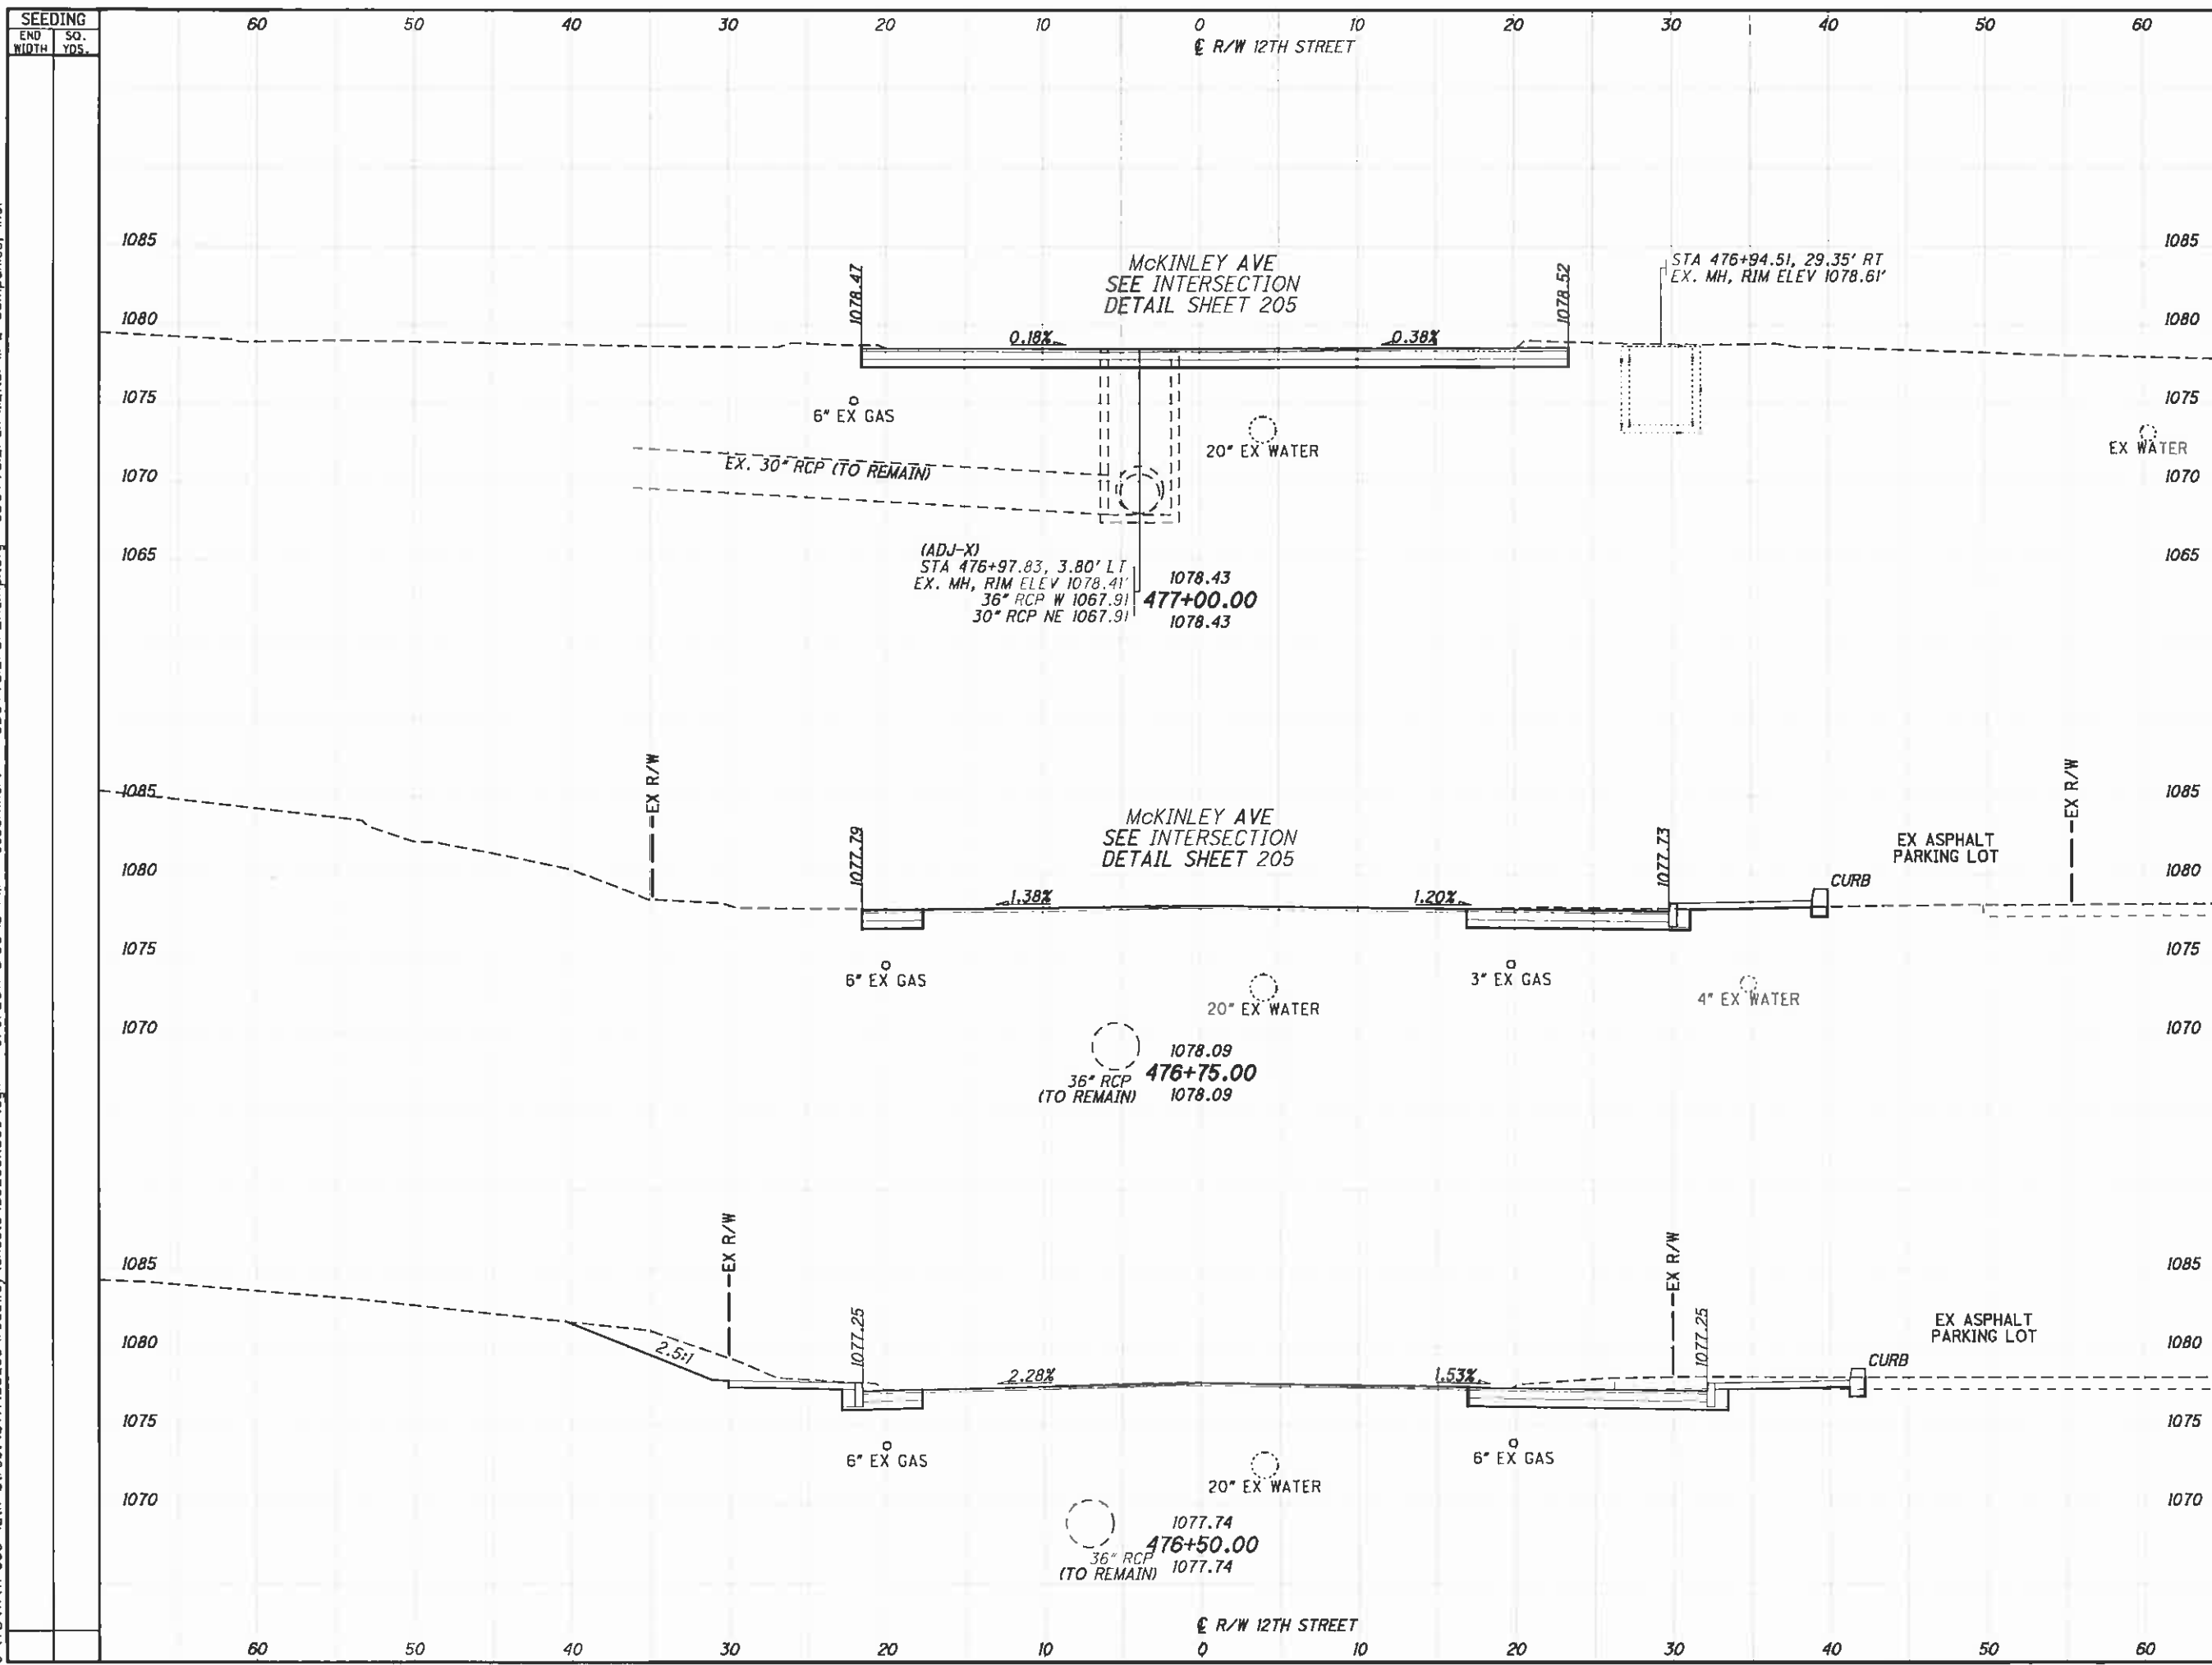 SEEDING
END WIDTH
SQ. YDS.
60 50 40 30 20 10 0 10 20 30 40 50 60
℄ R/W 12TH STREET
1085 1085
1080 1080
1075 1075
1070 1070
1065 1065
McKINLEY AVE
SEE INTERSECTION
DETAIL SHEET 205
1078.47
1078.52
STA 476+94.51, 29.35' RT
EX. MH, RIM ELEV 1078.61'
0.18%
0.38%
6" EX GAS
20" EX WATER
EX WATER
EX. 30" RCP (TO REMAIN)
(ADJ-X)
STA 476+97.83, 3.80' LT
EX. MH, RIM ELEV 1078.41'
36" RCP W 1067.91
30" RCP NE 1067.91
1078.43
477+00.00
1078.43
1085 1085
1080 1080
1075 1075
1070 1070
EX R/W
EX R/W
McKINLEY AVE
SEE INTERSECTION
DETAIL SHEET 205
1077.79
1077.73
EX ASPHALT
PARKING LOT
CURB
1.38%
1.20%
6" EX GAS
20" EX WATER
3" EX GAS
4" EX WATER
36" RCP
(TO REMAIN)
1078.09
476+75.00
1078.09
1085 1085
1080 1080
1075 1075
1070 1070
EX R/W
EX R/W
1077.25
1077.25
EX ASPHALT
PARKING LOT
CURB
2.5:1
2.28%
1.53%
6" EX GAS
20" EX WATER
6" EX GAS
36" RCP
(TO REMAIN)
1077.74
476+50.00
1077.74
℄ R/W 12TH STREET
60 50 40 30 20 10 0 10 20 30 40 50 60